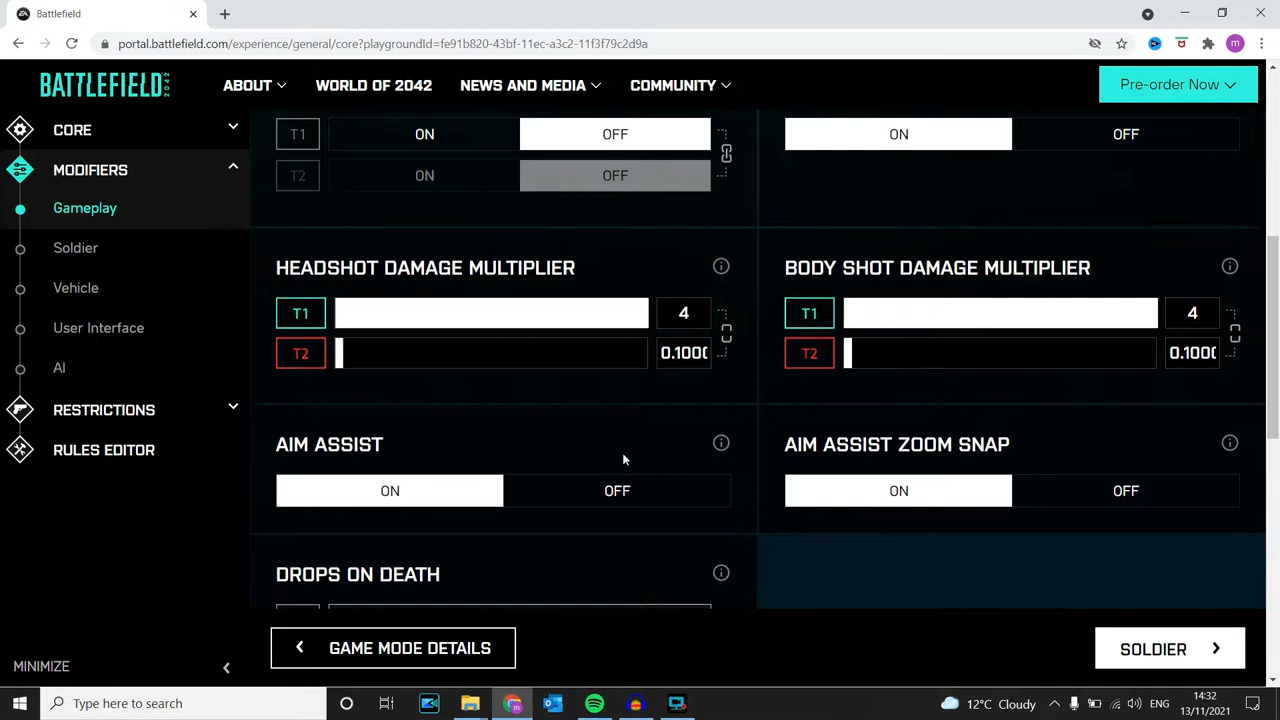 Battlefield
portal.battlefield.com/experience/general/core?playgroundId=fe01b830-43bf-11ec-a3c2-11f3f79c2d9a
BATTLEFIELD 2042
ABOUT
WORLD OF 2042
NEWS AND MEDIA
COMMUNITY
Pre-order Now
CORE
MODIFIERS
Gameplay
Soldier
Vehicle
User Interface
AI
RESTRICTIONS
RULES EDITOR
MINIMIZE
T1 ON OFF
T2 ON OFF
ON OFF
HEADSHOT DAMAGE MULTIPLIER
T1 4
T2 0.1000
BODY SHOT DAMAGE MULTIPLIER
T1 4
T2 0.1000
AIM ASSIST
ON OFF
AIM ASSIST ZOOM SNAP
ON OFF
DROPS ON DEATH
GAME MODE DETAILS
SOLDIER
Type here to search
12°C Cloudy
ENG
14:32
13/11/2021